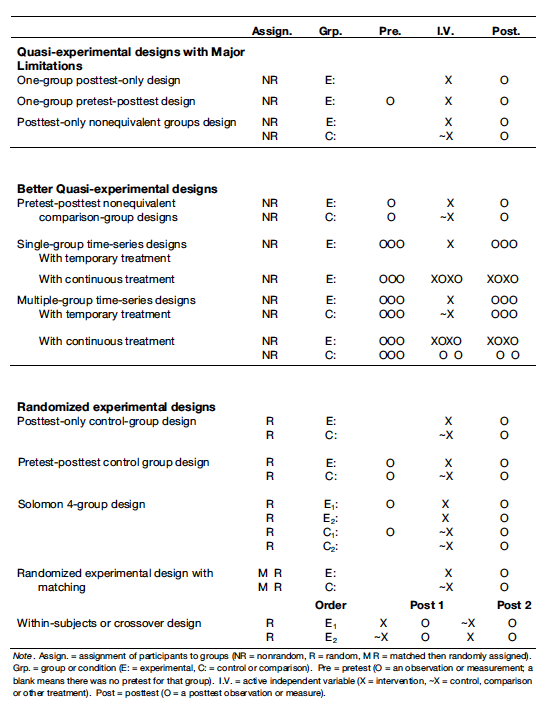 Assign. Grp. Pre. I.V. Post.
Quasi-experimental designs with Major
Limitations
One-group posttest-only design NR E: X O
One-group pretest-posttest design NR E: O X O
Posttest-only nonequivalent groups design NR E: X O
NR C: ~X O
Better Quasi-experimental designs
Pretest-posttest nonequivalent NR E: O X O
comparison-group designs NR C: O ~X O
Single-group time-series designs NR E: OOO X OOO
With temporary treatment
With continuous treatment NR E: OOO XOXO XOXO
Multiple-group time-series designs NR E: OOO X OOO
With temporary treatment NR C: OOO ~X OOO
With continuous treatment NR E: OOO XOXO XOXO
NR C: OOO O O O O
Randomized experimental designs
Posttest-only control-group design R E: X O
R C: ~X O
Pretest-posttest control group design R E: O X O
R C: O ~X O
Solomon 4-group design R E1: O X O
R E2: X O
R C1: O ~X O
R C2: ~X O
Randomized experimental design with M R E: X O
matching M R C: ~X O
Order Post 1 Post 2
Within-subjects or crossover design R E1 X O ~X O
R E2 ~X O X O
Note. Assign. = assignment of participants to groups (NR = nonrandom, R = random, M R = matched then randomly assigned).
Grp. = group or condition (E: = experimental, C: = control or comparison). Pre = pretest (O = an observation or measurement; a
blank means there was no pretest for that group). I.V. = active independent variable (X = intervention, ~X = control, comparison
or other treatment). Post = posttest (O = a posttest observation or measure).